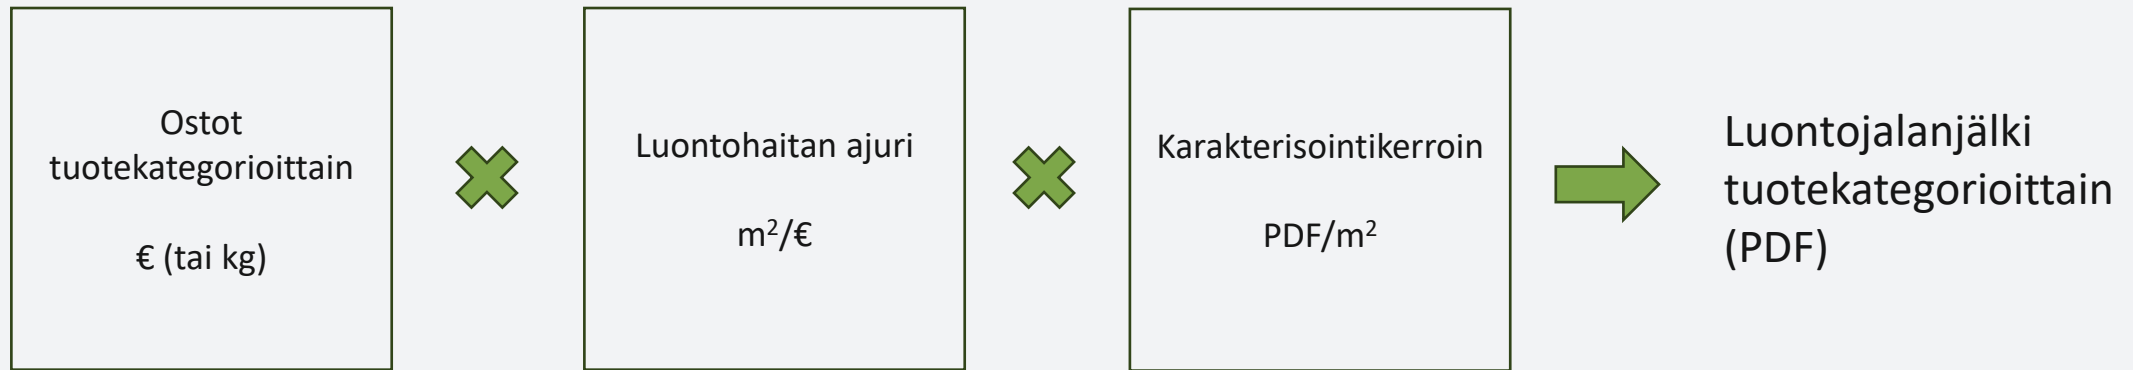 Ostot
tuotekategorioittain
€ (tai kg)
Luontohaitan ajuri
m²/€
Karakterisointikerroin
PDF/m²
Luontojalanjälki
tuotekategorioittain
(PDF)